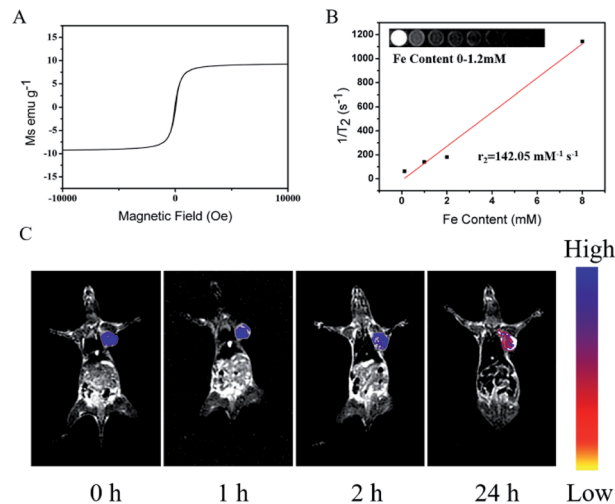 A
15
10
5
0
-5
-10
-15
Ms emu g⁻¹
-10000 0 10000
Magnetic Field (Oe)
B
1200
1000
800
600
400
200
0
1/T₂ (s⁻¹)
Fe Content 0-1.2mM
r₂=142.05 mM⁻¹ s⁻¹
0 2 4 6 8
Fe Content (mM)
C
High
0 h 1 h 2 h 24 h Low